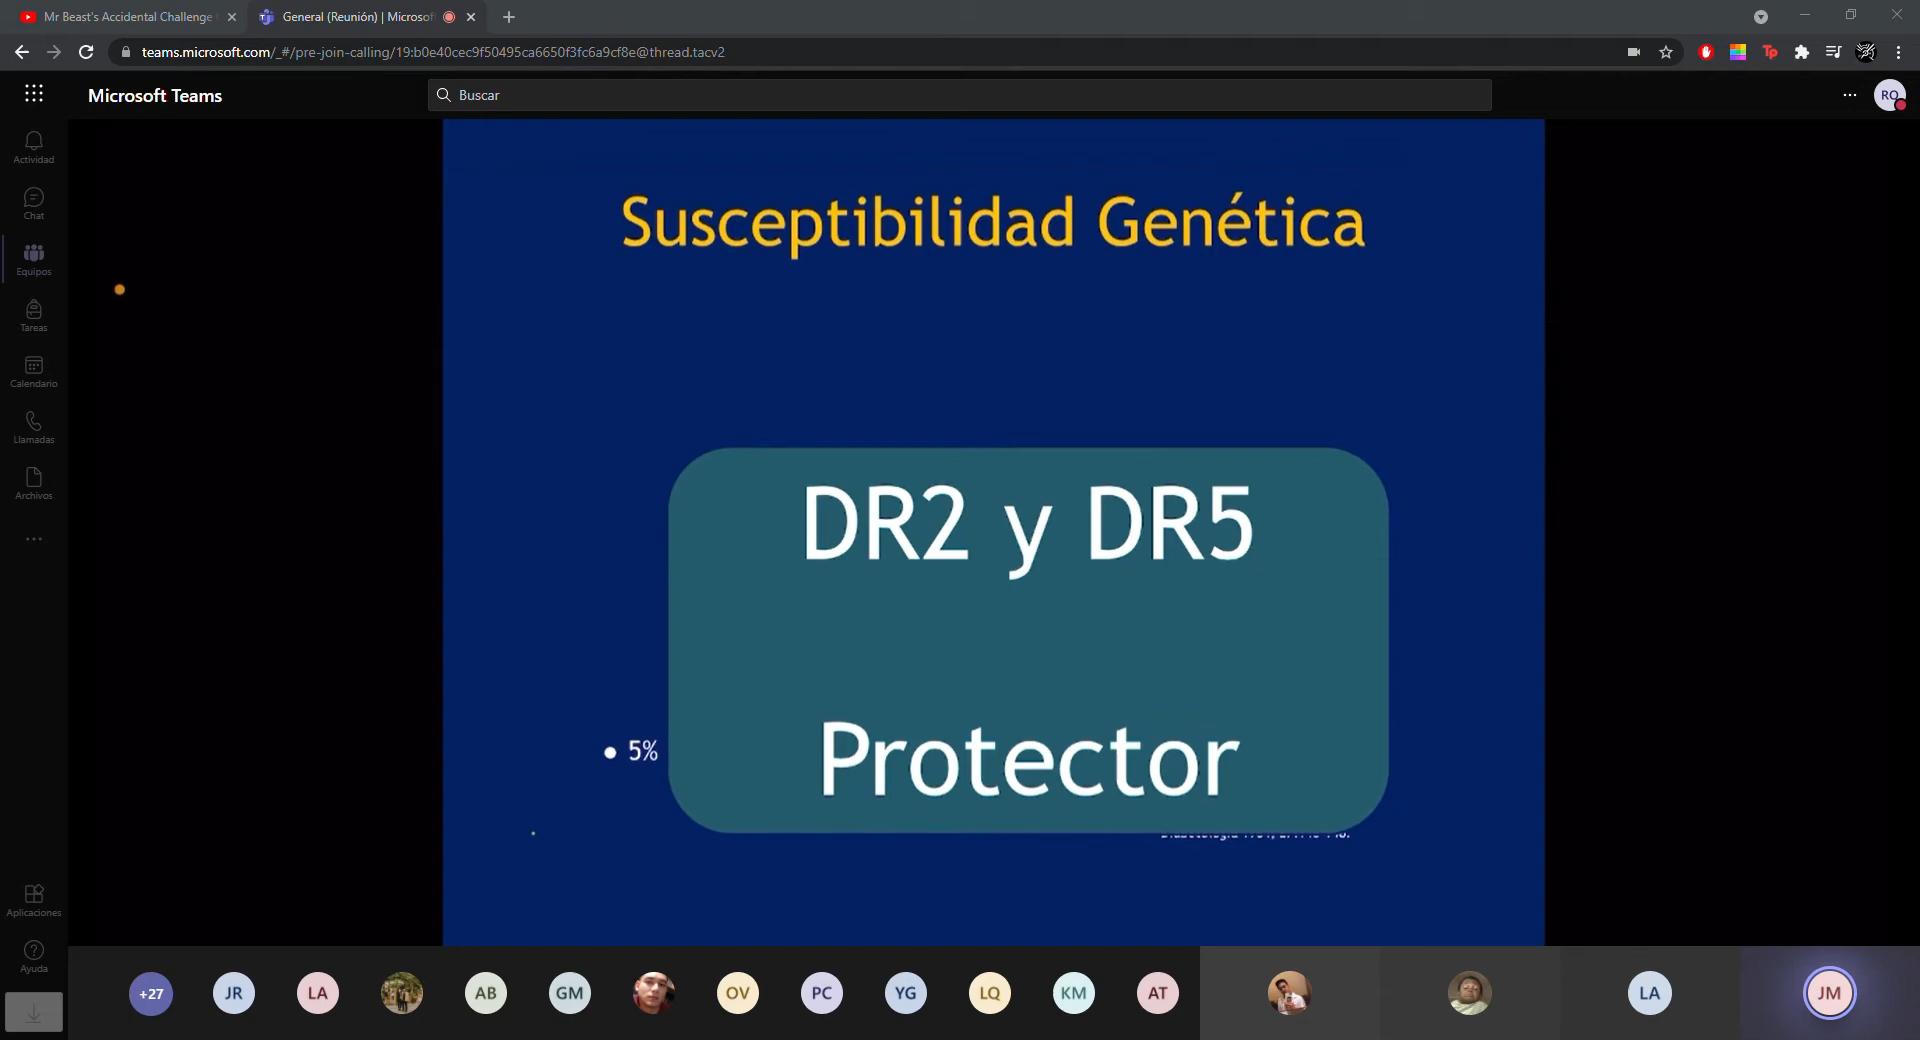 Mr Beast's Accidental Challenge
General (Reunión) | Microsof
teams.microsoft.com/_#/pre-join-calling/19:b0e40cec9f50495ca6650f3fc6a9cf8e@thread.tacv2
Microsoft Teams
Buscar
RO
Actividad
Chat
Equipos
Tareas
Calendario
Llamadas
Archivos
Aplicaciones
Ayuda
Susceptibilidad Genética
DR2 y DR5
Protector
5%
+27
JR
LA
AB
GM
OV
PC
YG
LQ
KM
AT
LA
JM